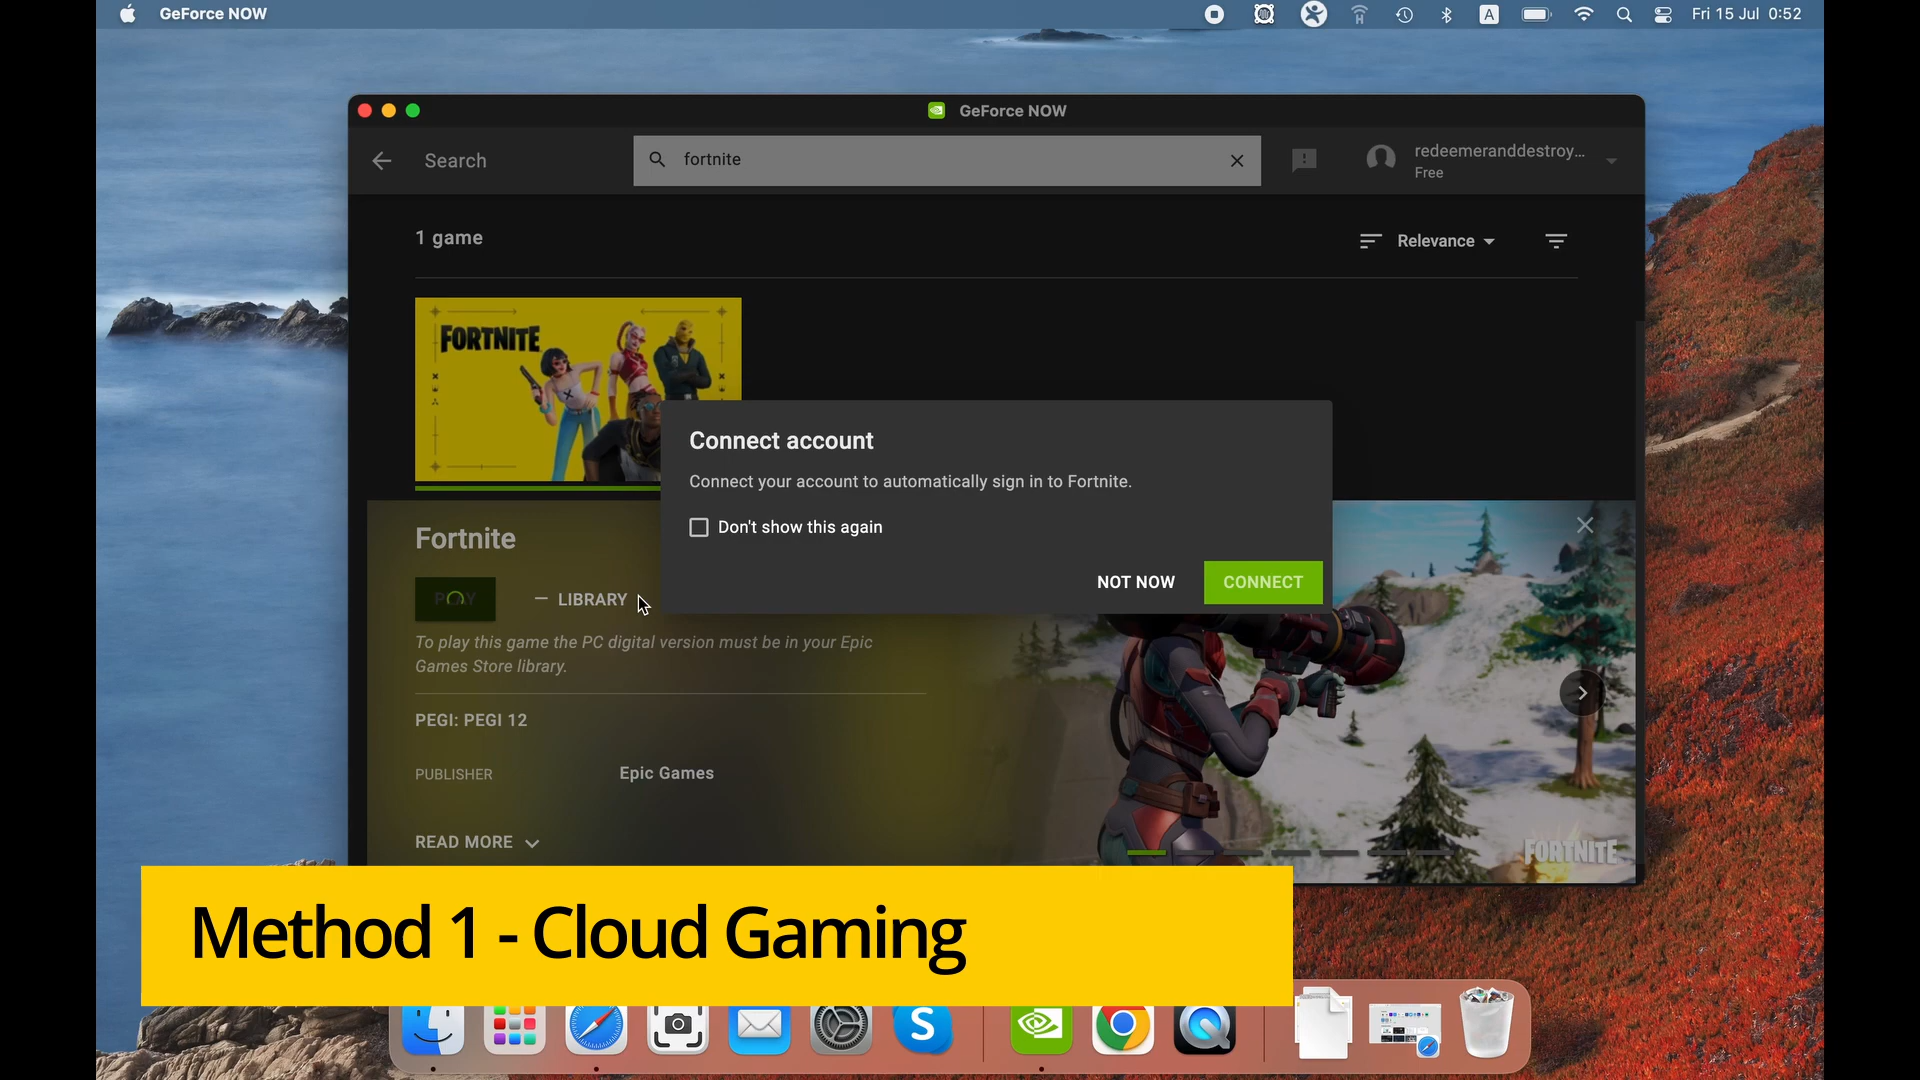 GeForce NOW
A
Fri 15 Jul 0:52
GeForce NOW
Search
fortnite
redeemeranddestroy...
Free
1 game
Relevance
FORTNITE
Connect account
Connect your account to automatically sign in to Fortnite.
Don't show this again
NOT NOW
CONNECT
Fortnite
PLAY
LIBRARY
To play this game the PC digital version must be in your Epic
Games Store library.
PEGI: PEGI 12
PUBLISHER
Epic Games
READ MORE
FORTNITE
Method 1 - Cloud Gaming
S